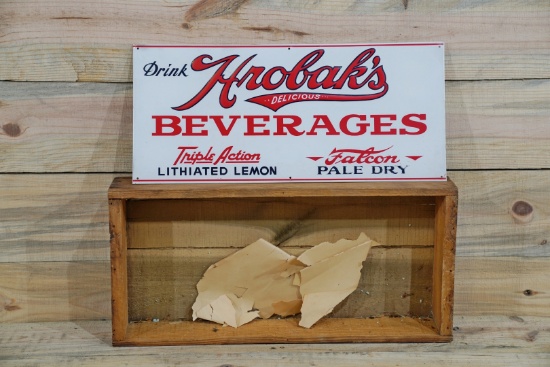 Drink Hrobak's
DELICIOUS
BEVERAGES
Triple Action Falcon
LITHIATED LEMON PALE DRY